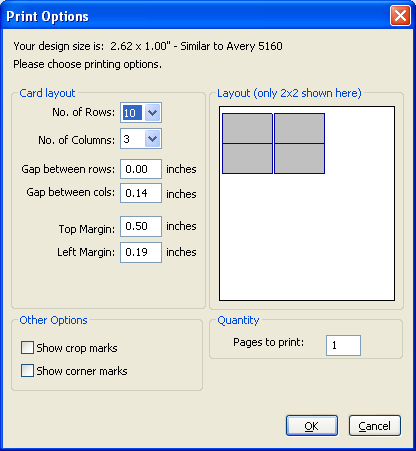 Print Options
Your design size is: 2.62 x 1.00" - Similar to Avery 5160
Please choose printing options.
Card layout
No. of Rows: 10
No. of Columns: 3
Gap between rows: 0.00 inches
Gap between cols: 0.14 inches
Top Margin: 0.50 inches
Left Margin: 0.19 inches
Layout (only 2x2 shown here)
Other Options
Show crop marks
Show corner marks
Quantity
Pages to print: 1
OK Cancel